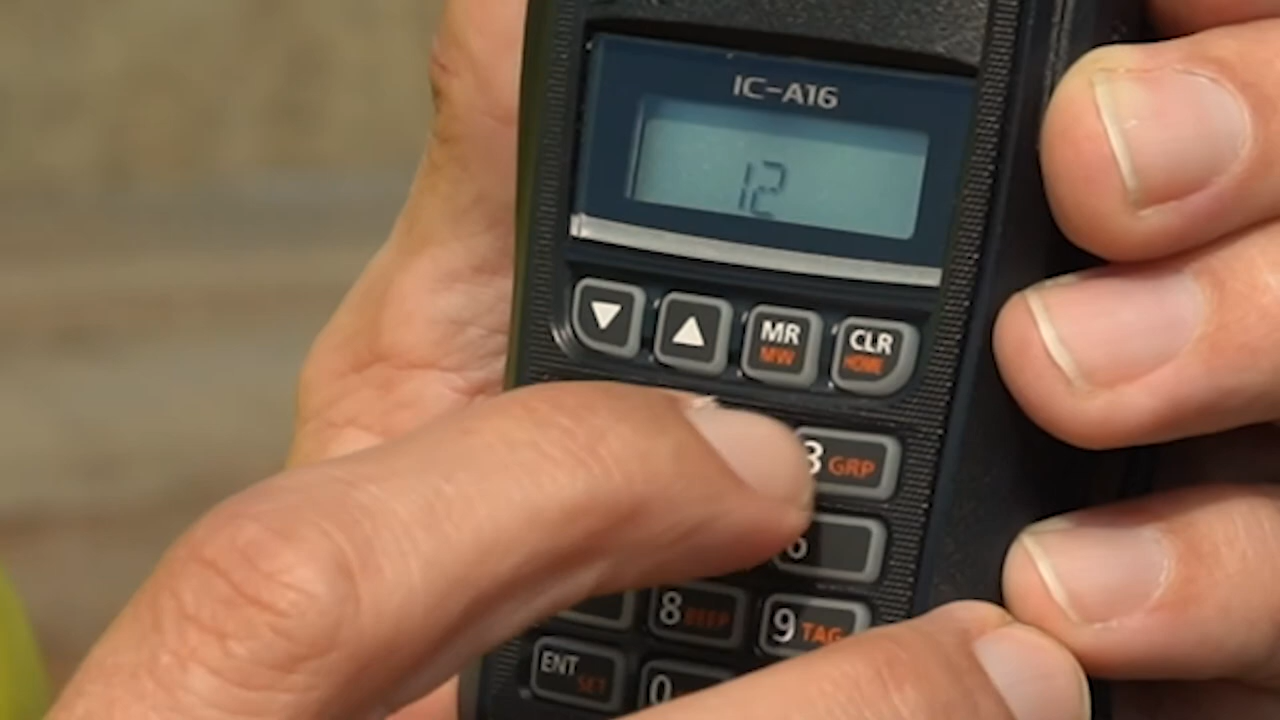 IC-A16
12
MR CLR
MW HOME
3 GRP
6
8 BEEP 9 TAG
ENT SET 0